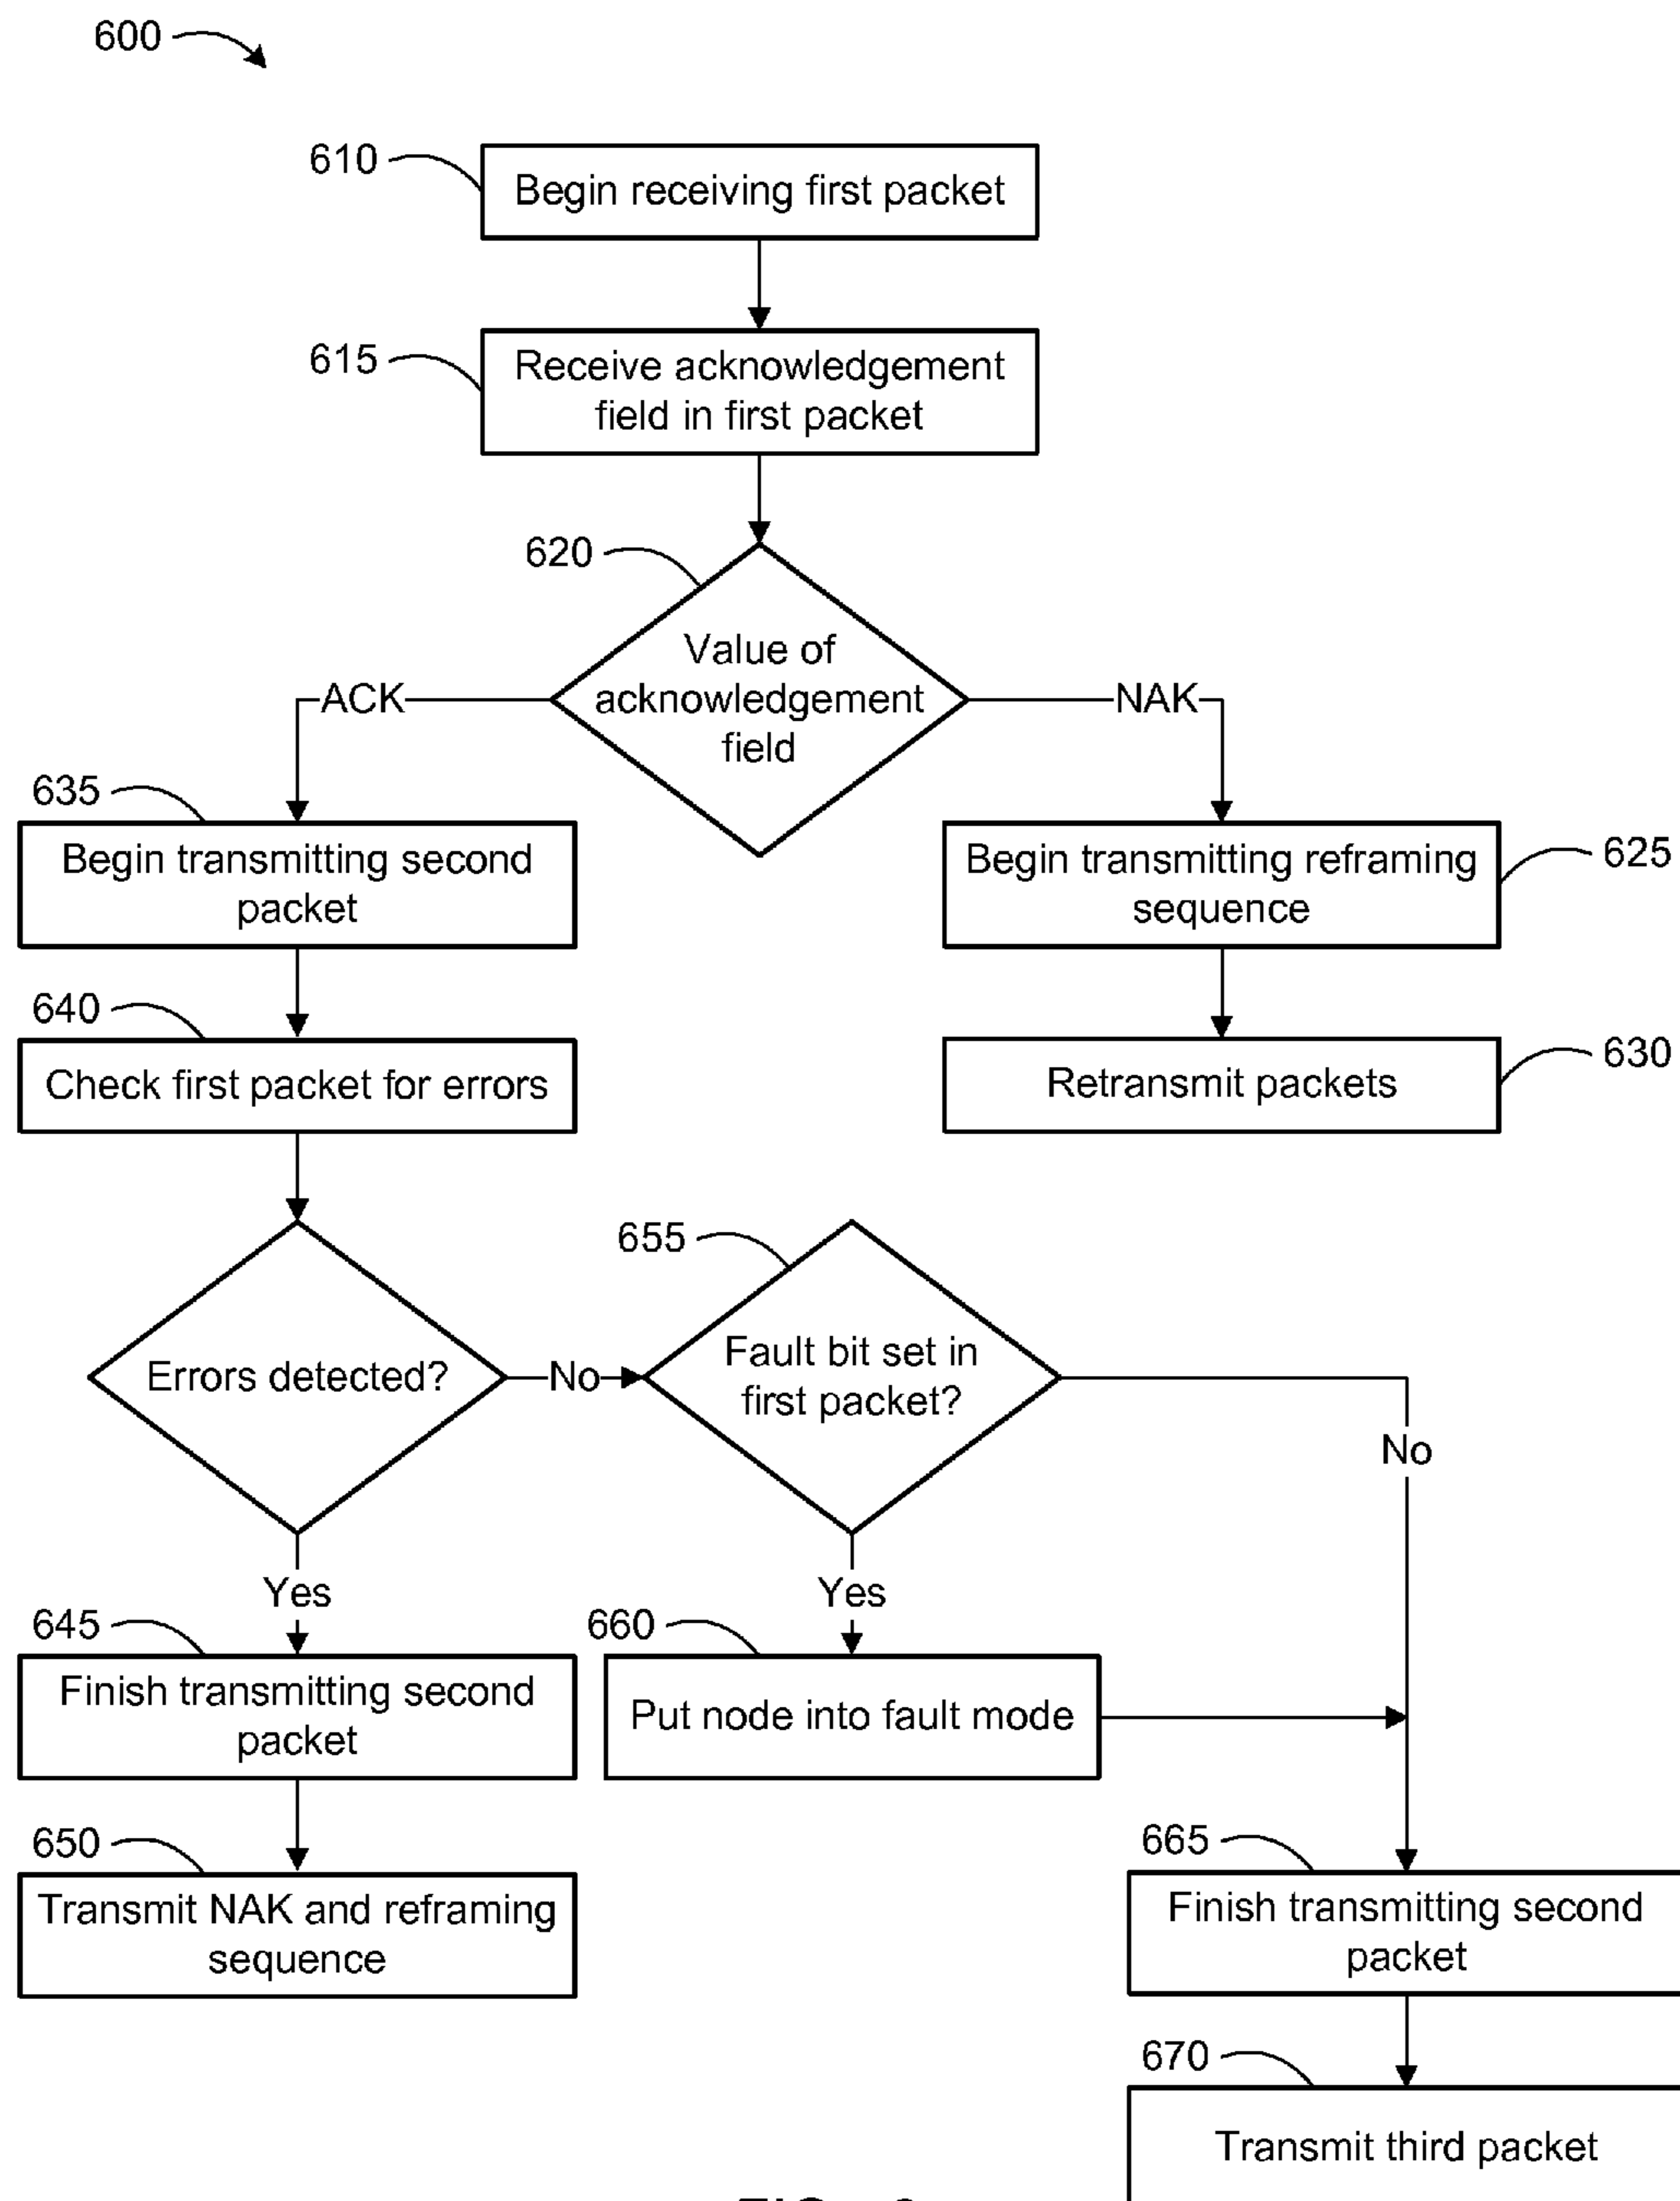 600
610
Begin receiving first packet
615
Receive acknowledgement
field in first packet
620
Value of
acknowledgement
field
ACK
NAK
635
Begin transmitting second
packet
Begin transmitting reframing
sequence
625
640
Check first packet for errors
Retransmit packets
630
Errors detected?
No
655
Fault bit set in
first packet?
No
Yes
Yes
645
Finish transmitting second
packet
660
Put node into fault mode
650
Transmit NAK and reframing
sequence
665
Finish transmitting second
packet
670
Transmit third packet